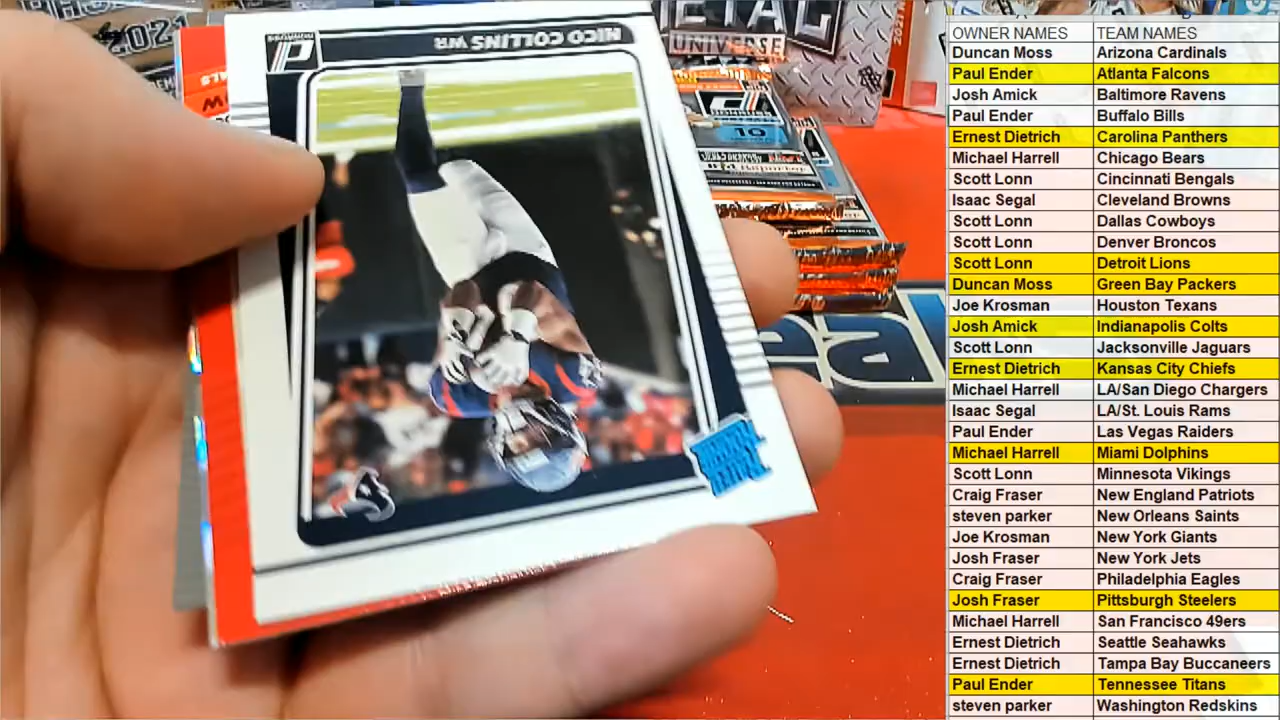 2021
METAL
UNIVERSE
NICO COLLINS WR
DONRUSS
10
OWNER NAMES TEAM NAMES
Duncan Moss Arizona Cardinals
Paul Ender Atlanta Falcons
Josh Amick Baltimore Ravens
Paul Ender Buffalo Bills
Ernest Dietrich Carolina Panthers
Michael Harrell Chicago Bears
Scott Lonn Cincinnati Bengals
Isaac Segal Cleveland Browns
Scott Lonn Dallas Cowboys
Scott Lonn Denver Broncos
Scott Lonn Detroit Lions
Duncan Moss Green Bay Packers
Joe Krosman Houston Texans
Josh Amick Indianapolis Colts
Scott Lonn Jacksonville Jaguars
Ernest Dietrich Kansas City Chiefs
Michael Harrell LA/San Diego Chargers
Isaac Segal LA/St. Louis Rams
Paul Ender Las Vegas Raiders
Michael Harrell Miami Dolphins
Scott Lonn Minnesota Vikings
Craig Fraser New England Patriots
steven parker New Orleans Saints
Joe Krosman New York Giants
Josh Fraser New York Jets
Craig Fraser Philadelphia Eagles
Josh Fraser Pittsburgh Steelers
Michael Harrell San Francisco 49ers
Ernest Dietrich Seattle Seahawks
Ernest Dietrich Tampa Bay Buccaneers
Paul Ender Tennessee Titans
steven parker Washington Redskins